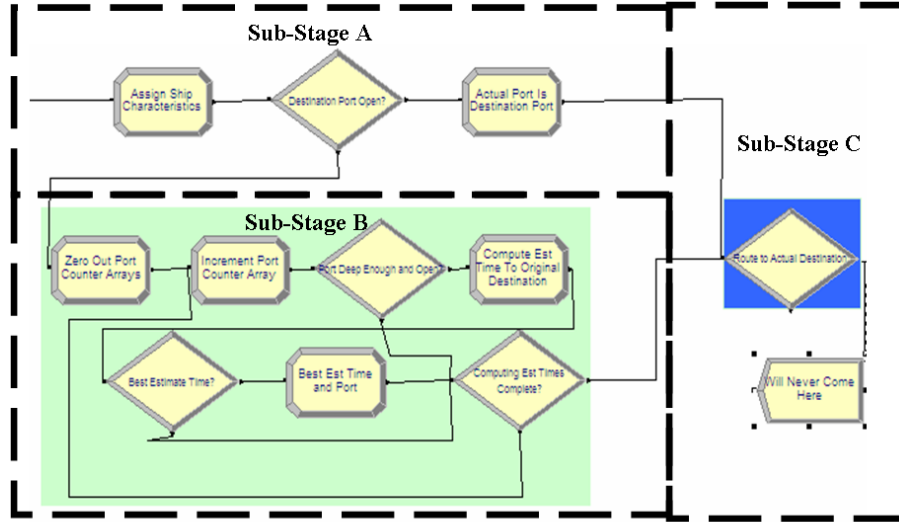 Sub-Stage A
Assign Ship
Characteristics
Destination Port Open?
Actual Port Is
Destination Port
Sub-Stage C
Route to Actual Destination
Will Never Come
Here
Sub-Stage B
Zero Out Port
Counter Arrays
Increment Port
Counter Array
Port Deep Enough and Open?
Compute Est
Time To Original
Destination
Best Estimate Time?
Best Est Time
and Port
Computing Est Times
Complete?